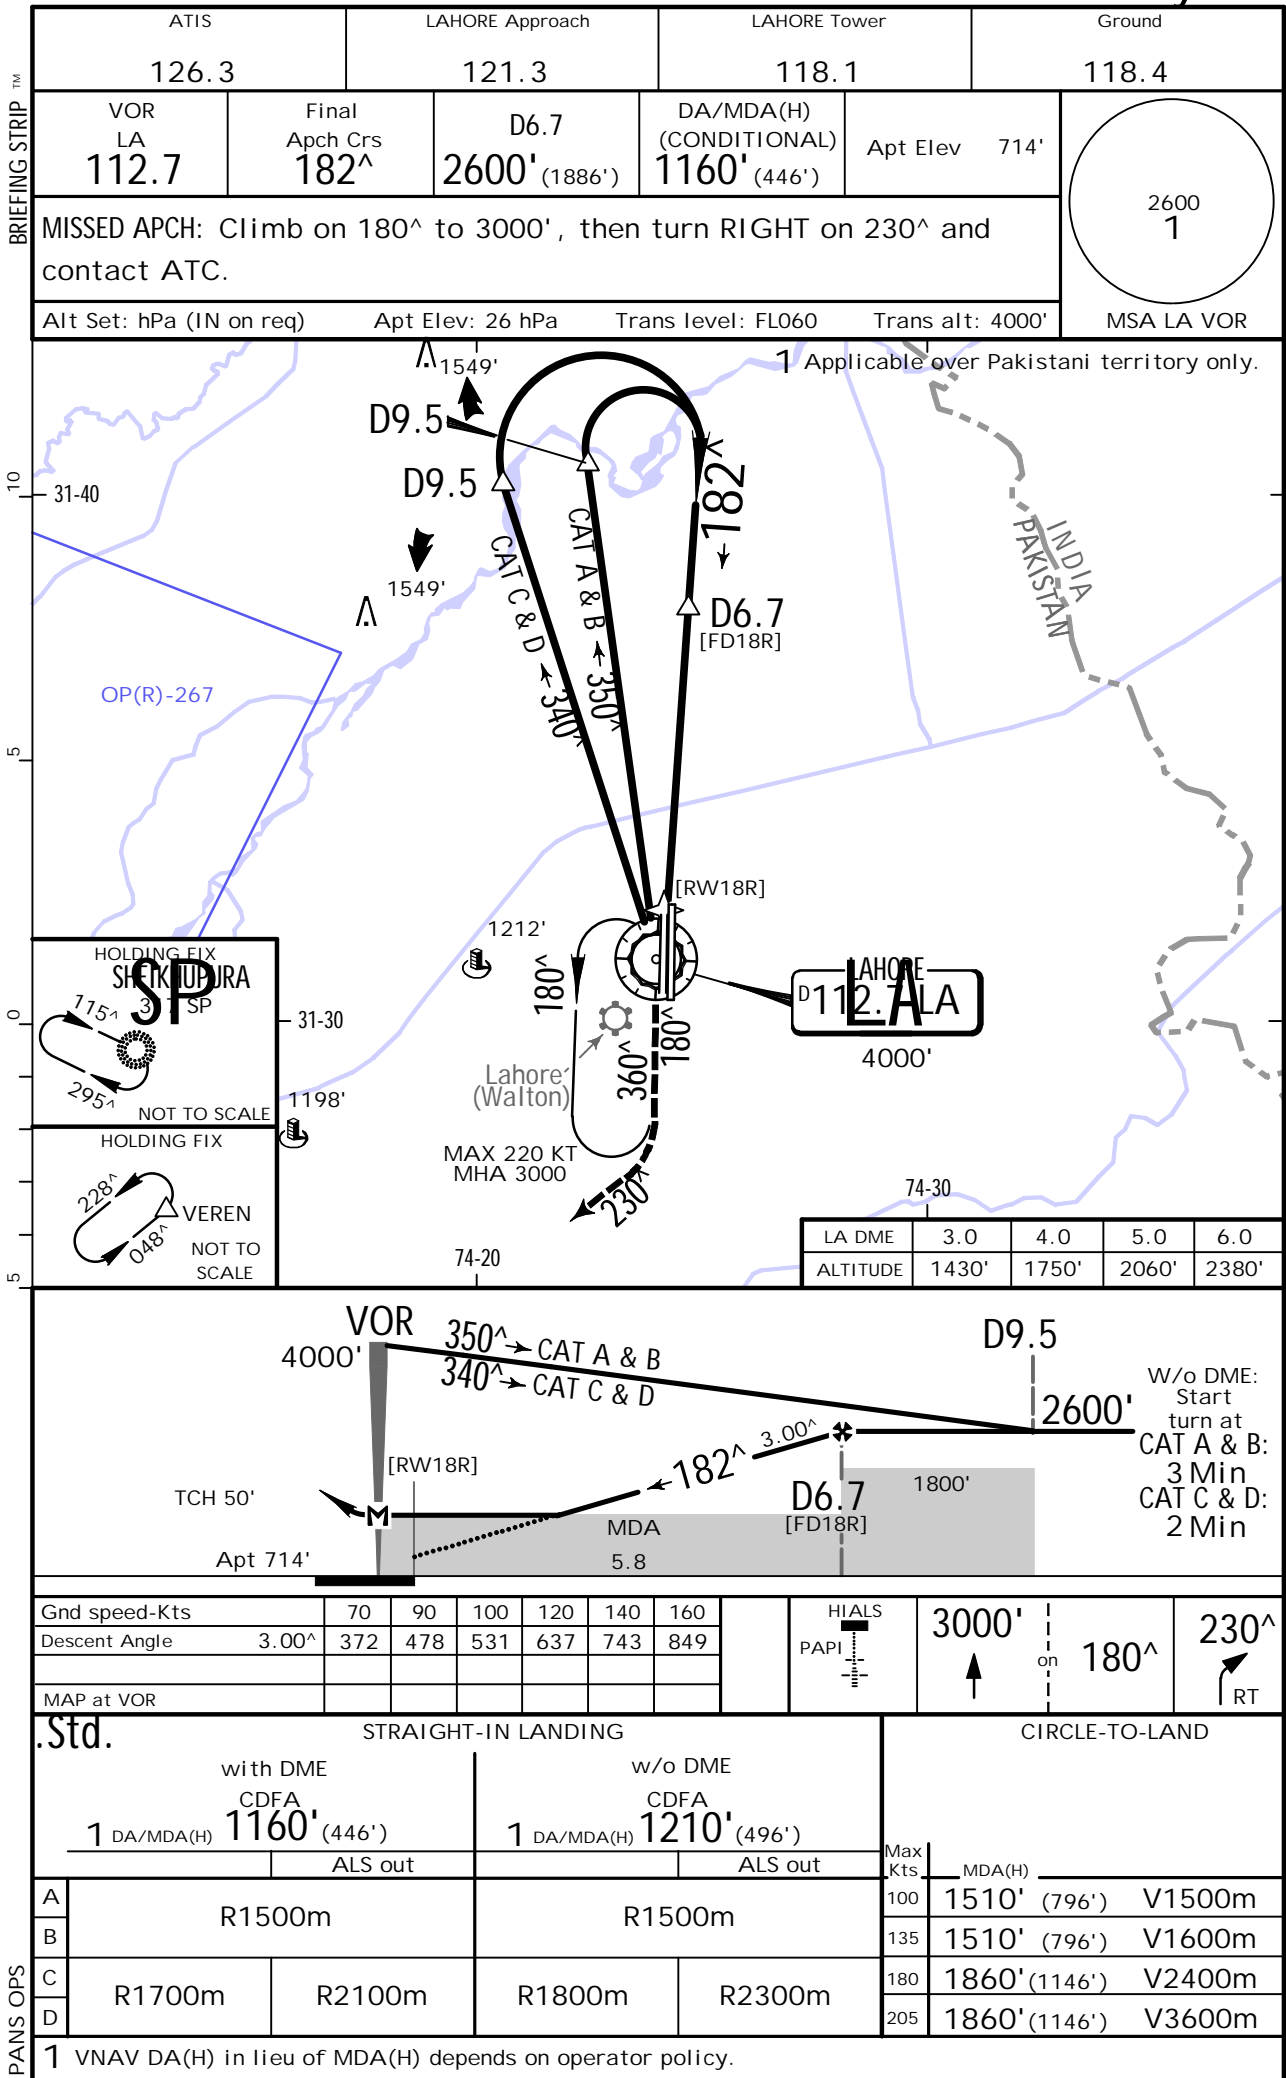 ATIS
126.3
LAHORE Approach
121.3
LAHORE Tower
118.1
Ground
118.4
BRIEFING STRIP TM
VOR
LA
112.7
Final
Apch Crs
182^
D6.7
2600' (1886')
DA/MDA(H)
(CONDITIONAL)
1160' (446')
Apt Elev 714'
2600
1
MSA LA VOR
MISSED APCH: Climb on 180^ to 3000', then turn RIGHT on 230^ and
contact ATC.
Alt Set: hPa (IN on req) Apt Elev: 26 hPa Trans level: FL060 Trans alt: 4000'
1 Applicable over Pakistani territory only.
1549'
D9.5
D9.5
10
31-40
182^
CAT A & B
350^
CAT C & D
340^
INDIA
PAKISTAN
1549'
D6.7
[FD18R]
OP(R)-267
5
[RW18R]
1212'
HOLDING FIX
SHEIKHUPURA
SP
317 SP
115^
295^
NOT TO SCALE
0
31-30
180^
LAHORE
LA
D 112.7 LA
4000'
360^
180^
Lahore
(Walton)
1198'
HOLDING FIX
228^
048^
VEREN
NOT TO
SCALE
MAX 220 KT
MHA 3000
230^
74-30
74-20
5
LA DME 3.0 4.0 5.0 6.0
ALTITUDE 1430' 1750' 2060' 2380'
VOR
4000'
350^ CAT A & B
340^ CAT C & D
D9.5
2600'
W/o DME:
Start
turn at
CAT A & B:
3 Min
CAT C & D:
2 Min
[RW18R]
182^
3.00^
TCH 50'
D6.7
[FD18R]
1800'
M
MDA
5.8
Apt 714'
Gnd speed-Kts 70 90 100 120 140 160
Descent Angle 3.00^ 372 478 531 637 743 849
MAP at VOR
HIALS
PAPI
3000'
on 180^
230^
RT
.Std.
STRAIGHT-IN LANDING
CIRCLE-TO-LAND
with DME
CDFA
1 DA/MDA(H) 1160' (446')
ALS out
w/o DME
CDFA
1 DA/MDA(H) 1210' (496')
ALS out
Max
Kts MDA(H)
A
B
R1500m
R1500m
100 1510' (796') V1500m
135 1510' (796') V1600m
C
D
R1700m R2100m R1800m R2300m
180 1860' (1146') V2400m
205 1860' (1146') V3600m
PANS OPS
1 VNAV DA(H) in lieu of MDA(H) depends on operator policy.